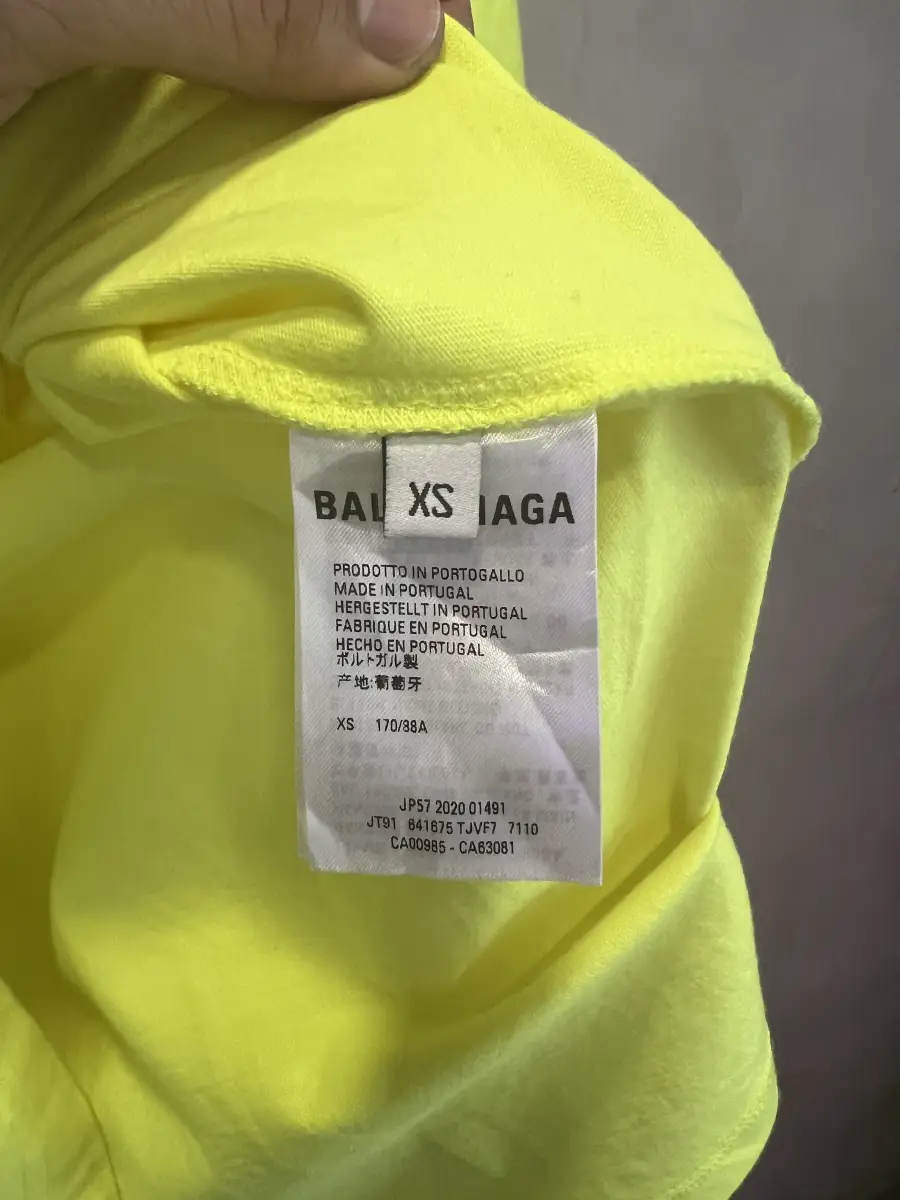 XS
BAL IAGA
PRODOTTO IN PORTOGALLO
MADE IN PORTUGAL
HERGESTELLT IN PORTUGAL
FABRIQUE EN PORTUGAL
HECHO EN PORTUGAL
ポルトガル製
产地:葡萄牙
XS 170/88A
JP57 2020 01491
JT91 641675 TJVF7 7110
CA00985 - CA63081